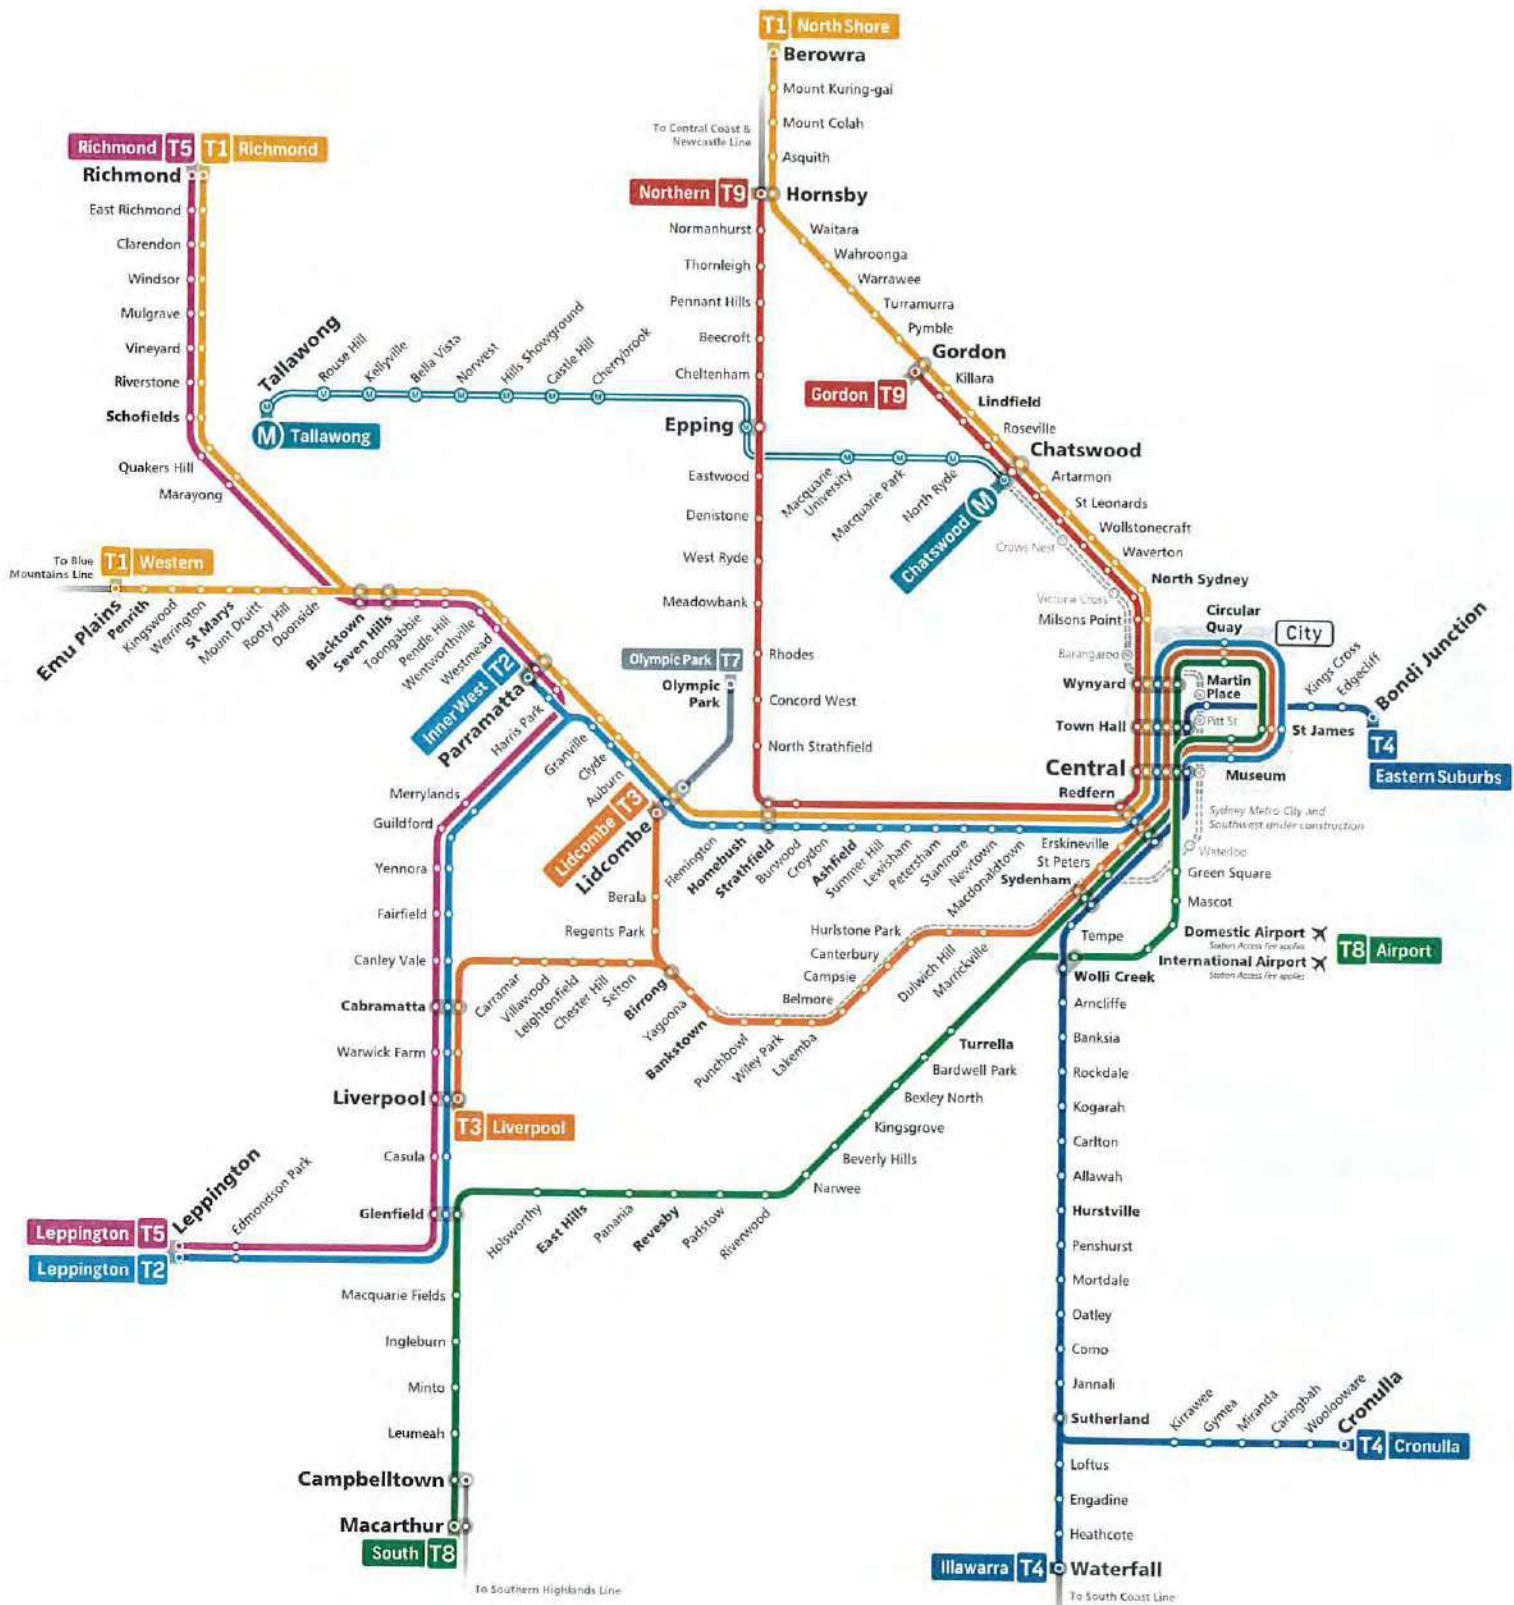 T1 North Shore
Berowra
Mount Kuring-gai
Mount Colah
Asquith
To Central Coast &
Newcastle Line
Northern T9
Hornsby
Richmond T5
T1 Richmond
Richmond
East Richmond
Clarendon
Windsor
Mulgrave
Vineyard
Riverstone
Schofields
Quakers Hill
Marayong
Normanhurst
Thornleigh
Pennant Hills
Beecroft
Cheltenham
Waitara
Wahroonga
Warrawee
Turramurra
Pymble
Gordon
Gordon T9
Killara
Lindfield
Roseville
Chatswood
Artarmon
St Leonards
Wollstonecraft
Waverton
North Sydney
Tallawong
Rouse Hill
Kellyville
Bella Vista
Norwest
Hills Showground
Castle Hill
Cherrybrook
M Tallawong
Epping
Macquarie
University
Macquarie Park
North Ryde
Chatswood M
Crows Nest
Victoria Cross
Milsons Point
Barangaroo
Eastwood
Denistone
West Ryde
Meadowbank
Rhodes
Concord West
North Strathfield
To Blue
Mountains Line
T1 Western
Emu Plains
Penrith
Kingswood
Werrington
St Marys
Mount Druitt
Rooty Hill
Doonside
Blacktown
Seven Hills
Toongabbie
Pendle Hill
Wentworthville
Westmead
Inner West T2
Parramatta
Harris Park
Granville
Clyde
Auburn
Olympic Park T7
Olympic
Park
Lidcombe T3
Lidcombe
Flemington
Homebush
Strathfield
Burwood
Croydon
Ashfield
Summer Hill
Lewisham
Petersham
Stanmore
Newtown
Macdonaldtown
Circular
Quay
City
Wynyard
Martin
Place
Town Hall
Pitt St
Central
Redfern
St James
Museum
Kings Cross
Edgecliff
Bondi Junction
T4
Eastern Suburbs
Sydney Metro City and
Southwest under construction
Waterloo
Green Square
Mascot
Domestic Airport
Station Access Fee applies
International Airport
Station Access Fee applies
T8 Airport
Erskineville
St Peters
Sydenham
Tempe
Wolli Creek
Merrylands
Guildford
Yennora
Fairfield
Canley Vale
Cabramatta
Warwick Farm
Liverpool
T3 Liverpool
Casula
Glenfield
Berala
Regents Park
Carramar
Villawood
Leightonfield
Chester Hill
Sefton
Birrong
Yagoona
Bankstown
Punchbowl
Wiley Park
Lakemba
Belmore
Campsie
Canterbury
Hurlstone Park
Dulwich Hill
Marrickville
Turrella
Bardwell Park
Bexley North
Kingsgrove
Beverly Hills
Narwee
Riverwood
Padstow
Revesby
Panania
East Hills
Holsworthy
Leppington
Edmondson Park
Leppington T5
Leppington T2
Macquarie Fields
Ingleburn
Minto
Leumeah
Campbelltown
Macarthur
South T8
To Southern Highlands Line
Arncliffe
Banksia
Rockdale
Kogarah
Carlton
Allawah
Hurstville
Penshurst
Mortdale
Oatley
Como
Jannali
Sutherland
Kirrawee
Gymea
Miranda
Caringbah
Woolooware
Cronulla
T4 Cronulla
Loftus
Engadine
Heathcote
Illawarra T4
Waterfall
To South Coast Line